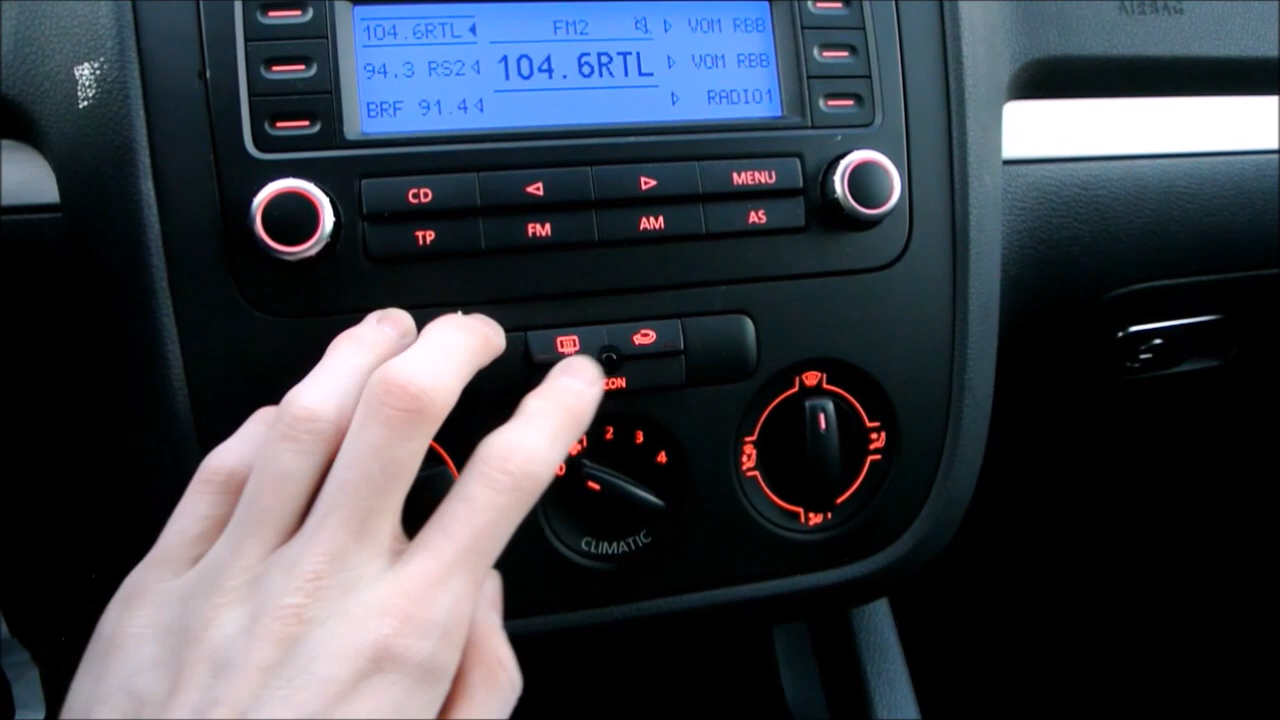 104.6RTL FM2 VOM RBB
94.3 RS2 104.6RTL VOM RBB
BRF 91.4 RADIO1
CD MENU
TP FM AM AS
CON
0 1 2 3 4
CLIMATIC
AIRBAG